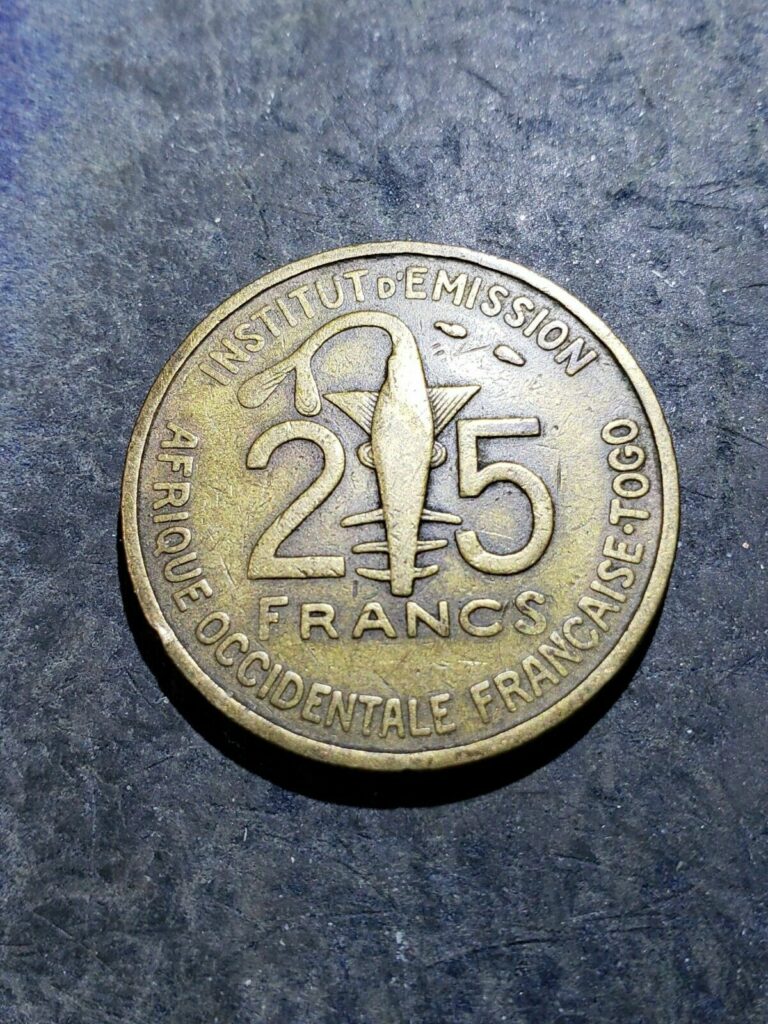 INSTITUT D'EMISSION
25
FRANCS
AFRIQUE OCCIDENTALE FRANÇAISE·TOGO